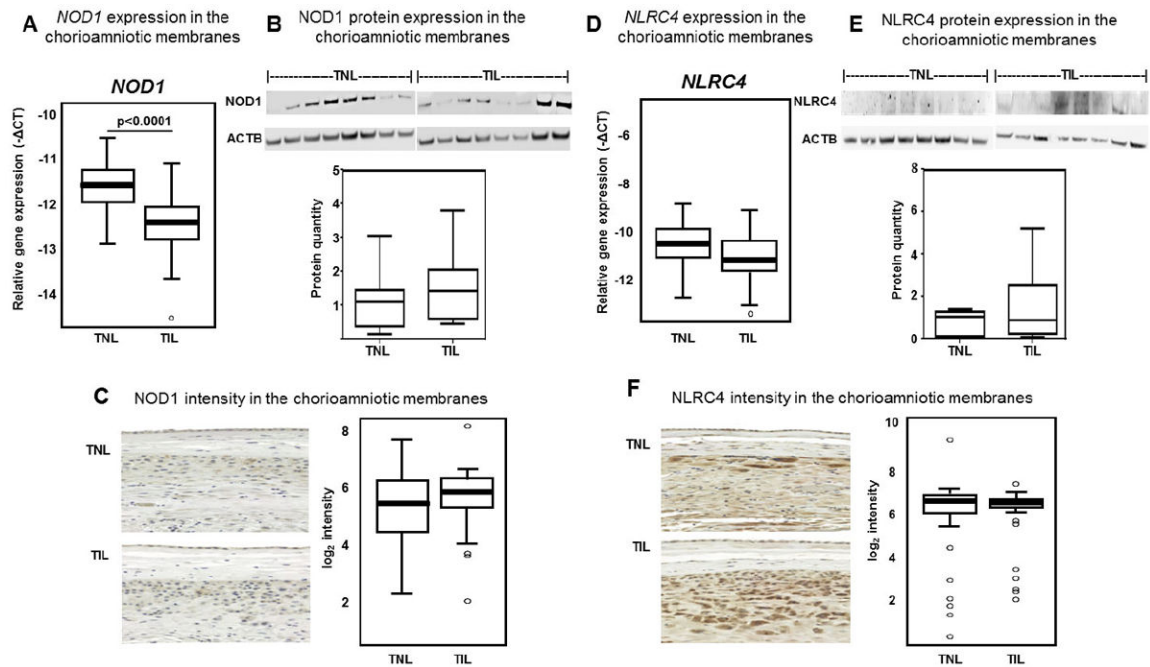 A
NOD1 expression in the
chorioamniotic membranes
NOD1
Relative gene expression (-ΔCT)
-10
-11
-12
-13
-14
p<0.0001
TNL
TIL
B
NOD1 protein expression in the
chorioamniotic membranes
|--------------TNL--------------|--------------TIL--------------|
NOD1
ACTB
Protein quantity
5
4
3
2
1
TNL
TIL
C
NOD1 intensity in the chorioamniotic membranes
TNL
TIL
log2 intensity
8
6
4
2
TNL
TIL
D
NLRC4 expression in the
chorioamniotic membranes
NLRC4
Relative gene expression (-ΔCT)
-6
-8
-10
-12
TNL
TIL
E
NLRC4 protein expression in the
chorioamniotic membranes
|--------------TNL--------------| |--------------TIL--------------|
NLRC4
ACTB
Protein quantity
8
6
4
2
0
TNL
TIL
F
NLRC4 intensity in the chorioamniotic membranes
TNL
TIL
log2 intensity
10
8
6
4
2
TNL
TIL